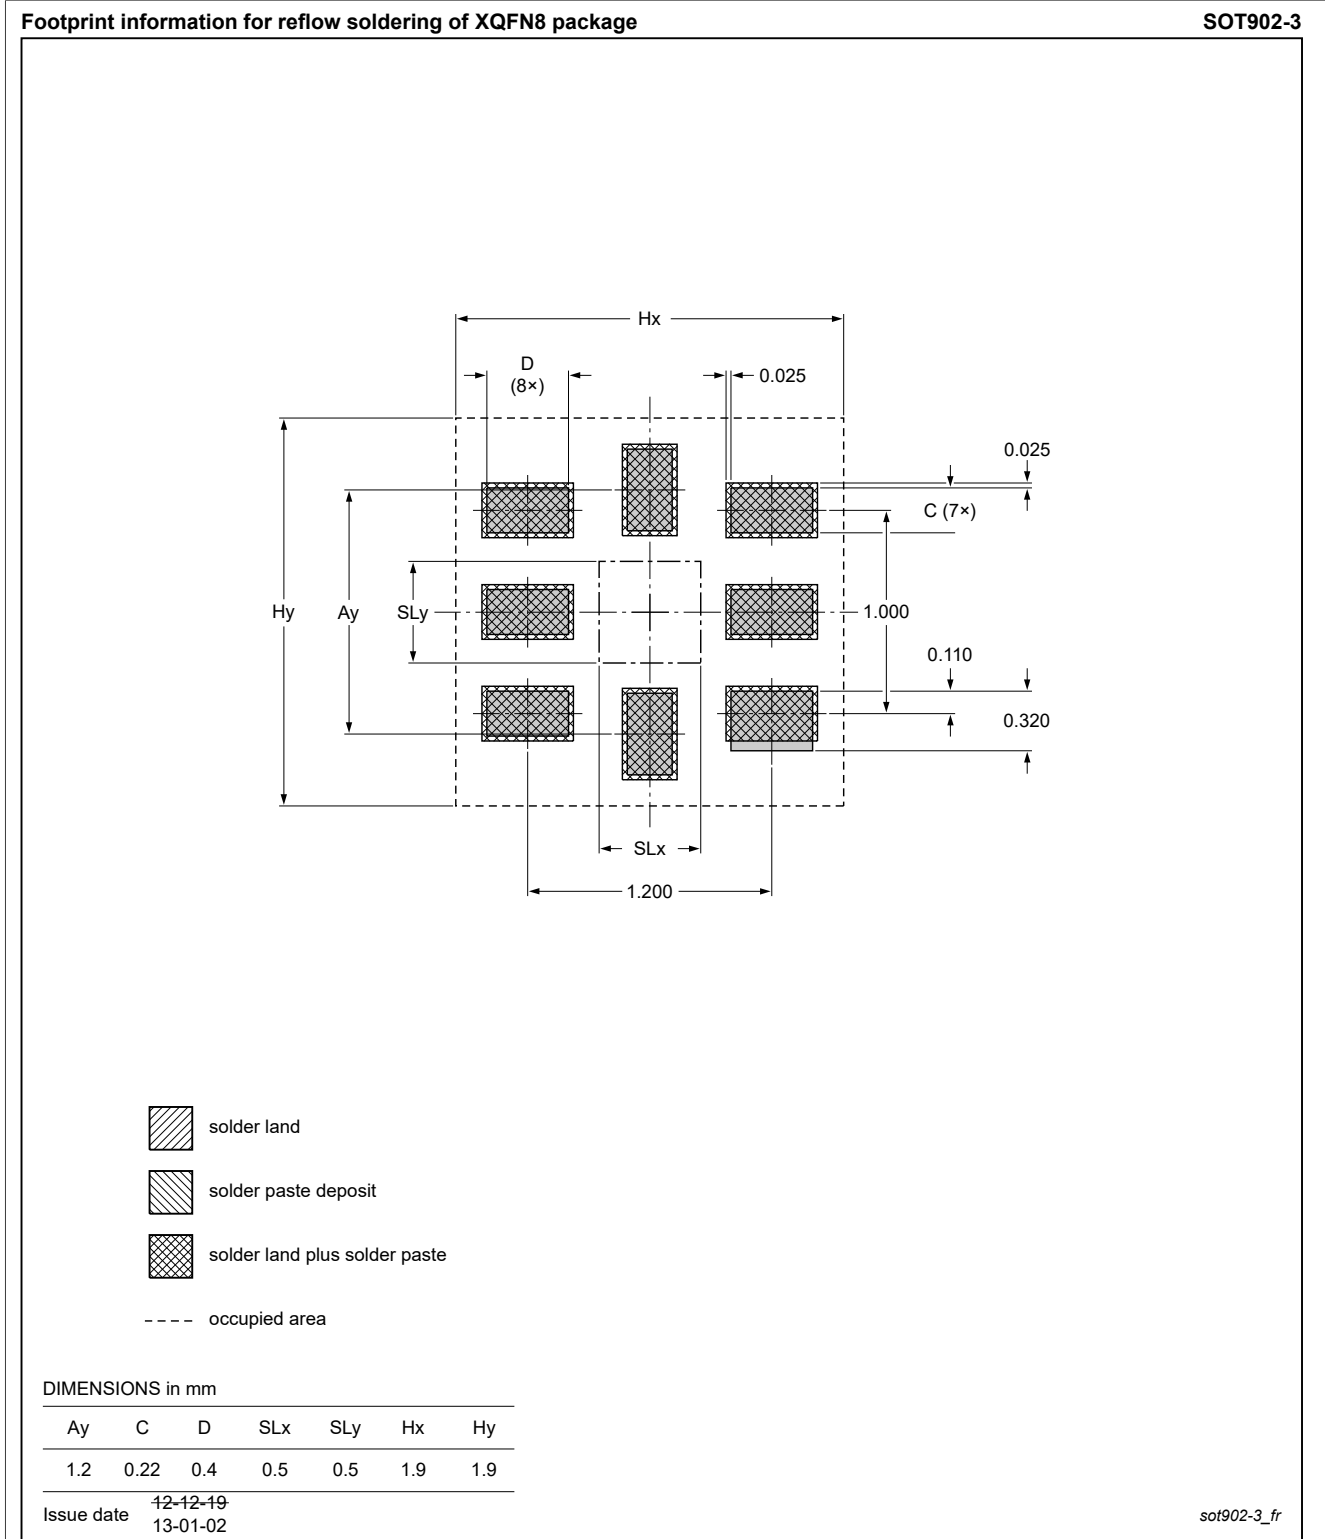 Footprint information for reflow soldering of XQFN8 package SOT902-3
Hx
D
(8×)
0.025
0.025
C (7×)
Hy
Ay
SLy
1.000
0.110
0.320
SLx
1.200
solder land
solder paste deposit
solder land plus solder paste
occupied area
DIMENSIONS in mm
Ay C D SLx SLy Hx Hy
1.2 0.22 0.4 0.5 0.5 1.9 1.9
Issue date 12-12-19
13-01-02
sot902-3_fr